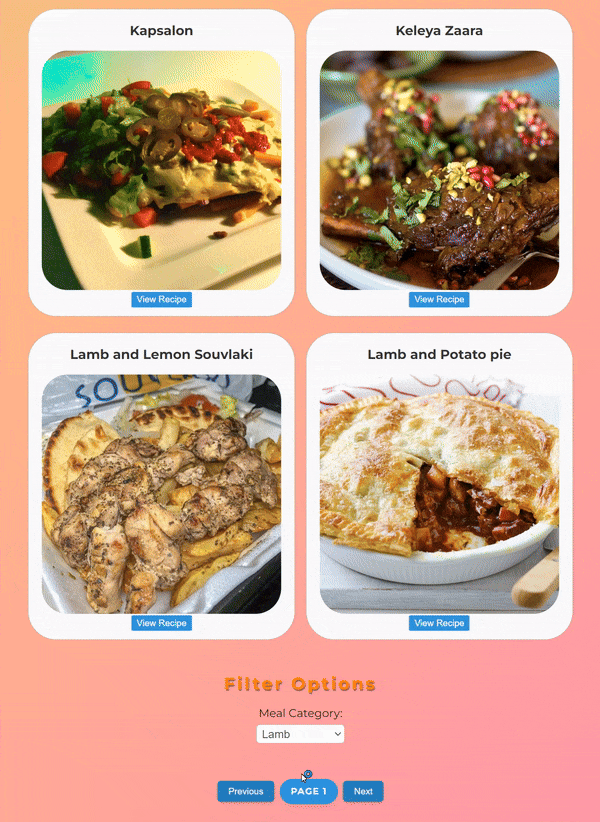 Kapsalon
Keleya Zaara
View Recipe
View Recipe
Lamb and Lemon Souvlaki
Lamb and Potato pie
View Recipe
View Recipe
Filter Options
Meal Category:
Lamb
Previous
PAGE 1
Next